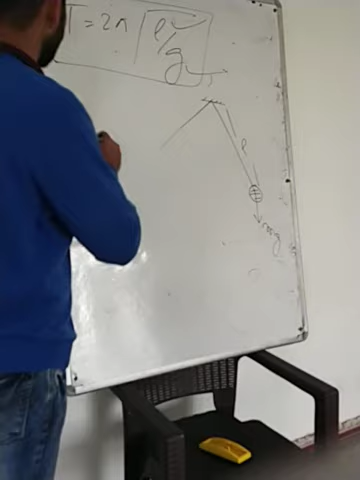 T = 2π √(l/g)
l
mg